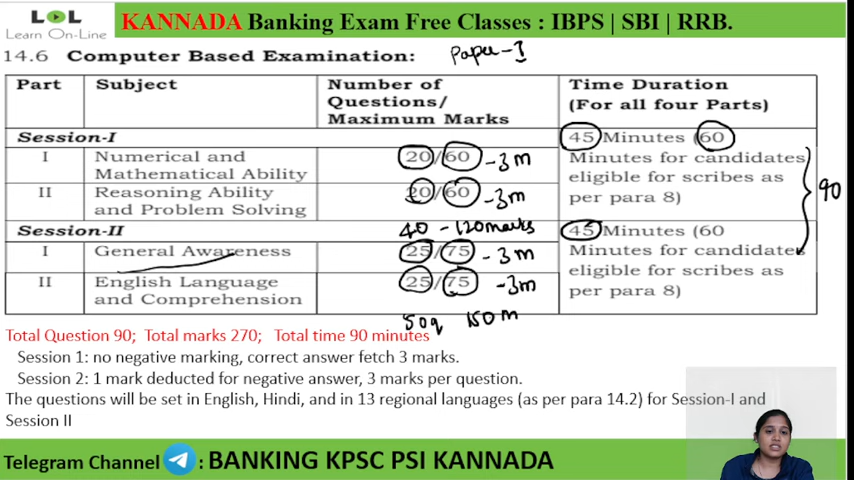 LOL
Learn On-Line
KANNADA Banking Exam Free Classes : IBPS | SBI | RRB.
14.6 Computer Based Examination: Paper-I
Part Subject Number of Questions/ Maximum Marks Time Duration (For all four Parts)
Session-I
45 Minutes (60
I Numerical and Mathematical Ability 20/60 -3m
Minutes for candidates eligible for scribes as per para 8)
II Reasoning Ability and Problem Solving 20/60 -3m
90
40 - 120marks
Session-II
45 Minutes (60
I General Awareness 25/75 -3m
Minutes for candidates eligible for scribes as per para 8)
II English Language and Comprehension 25/75 -3m
50q 150m
Total Question 90; Total marks 270; Total time 90 minutes
Session 1: no negative marking, correct answer fetch 3 marks.
Session 2: 1 mark deducted for negative answer, 3 marks per question.
The questions will be set in English, Hindi, and in 13 regional languages (as per para 14.2) for Session-I and
Session II
Telegram Channel : BANKING KPSC PSI KANNADA